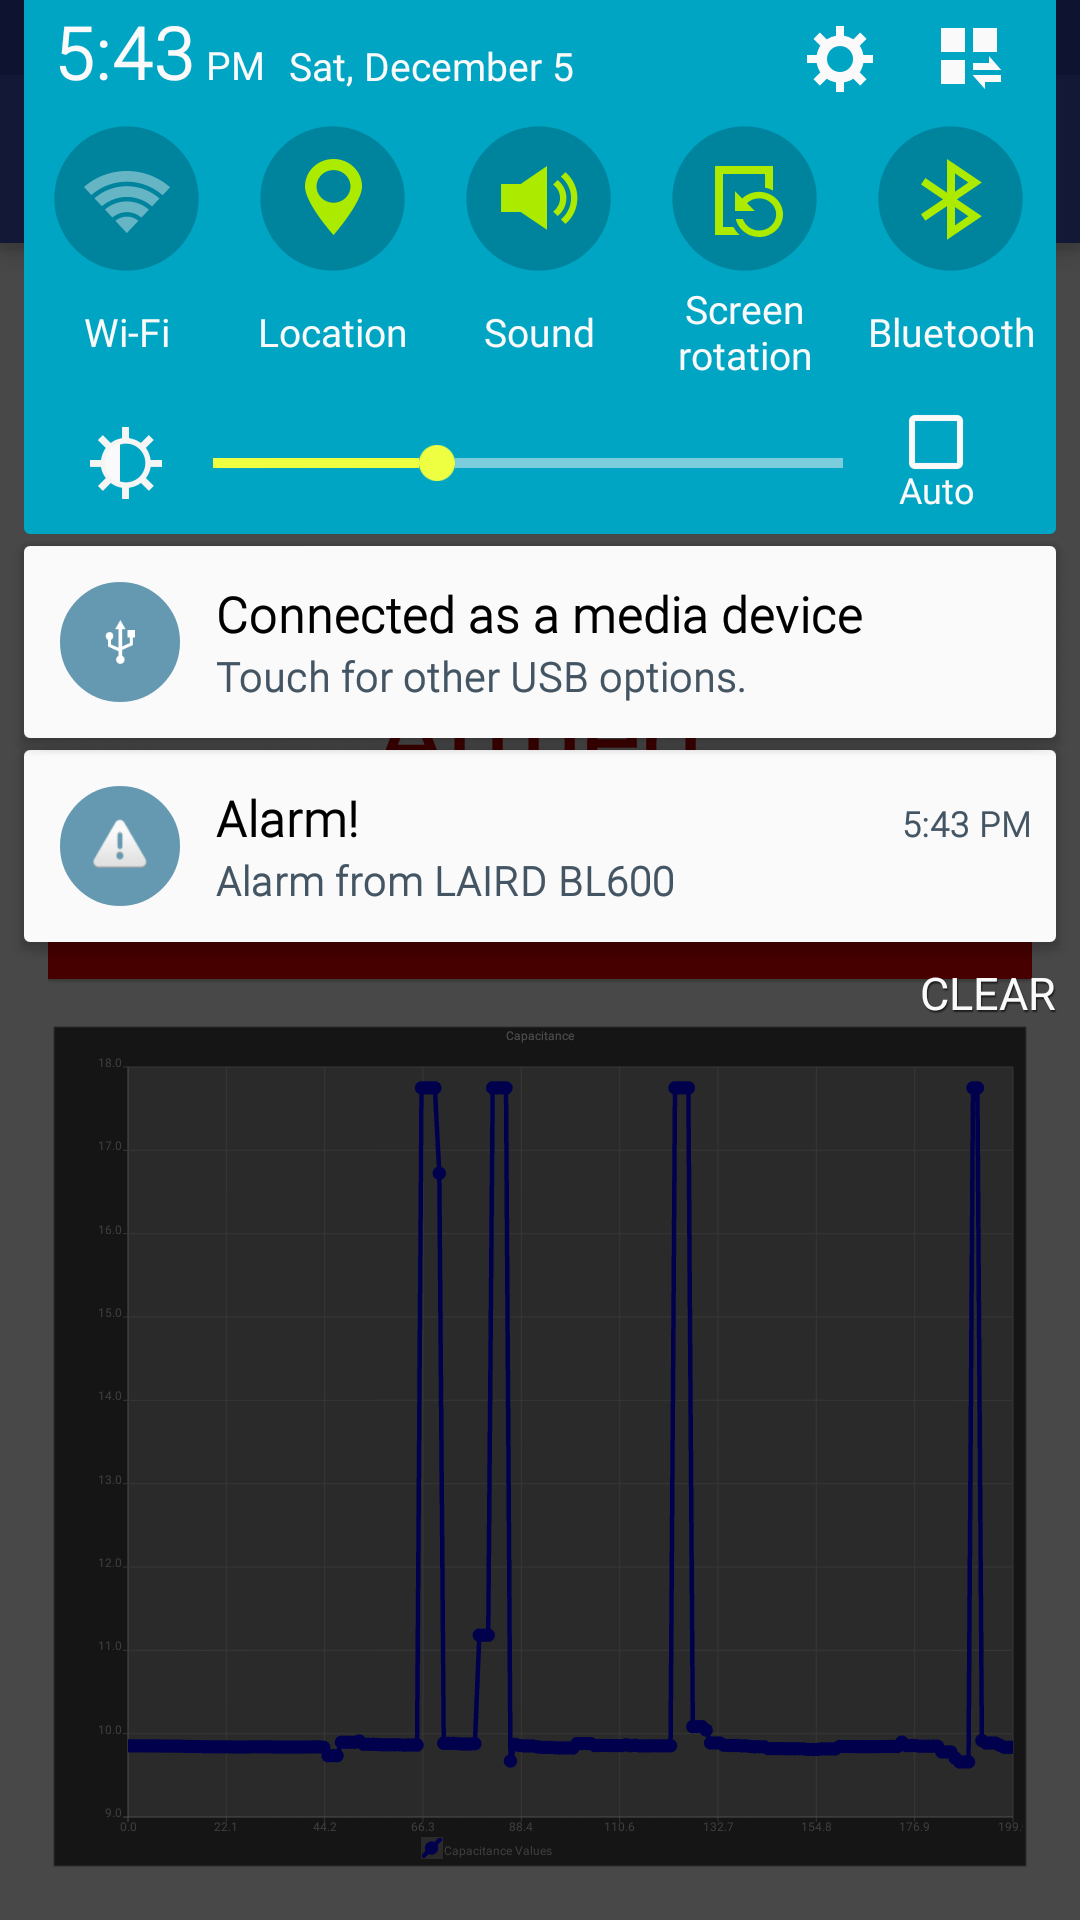 5:43 PM Sat, December 5
Wi-Fi
Location
Sound
Screen
rotation
Bluetooth
Auto
Connected as a media device
Touch for other USB options.
Alarm!
5:43 PM
Alarm from LAIRD BL600
CLEAR
Capacitance
18.0
17.0
16.0
15.0
14.0
13.0
12.0
11.0
10.0
9.0
0.0 22.1 44.2 66.3 88.4 110.6 132.7 154.8 176.9 199.
Capacitance Values